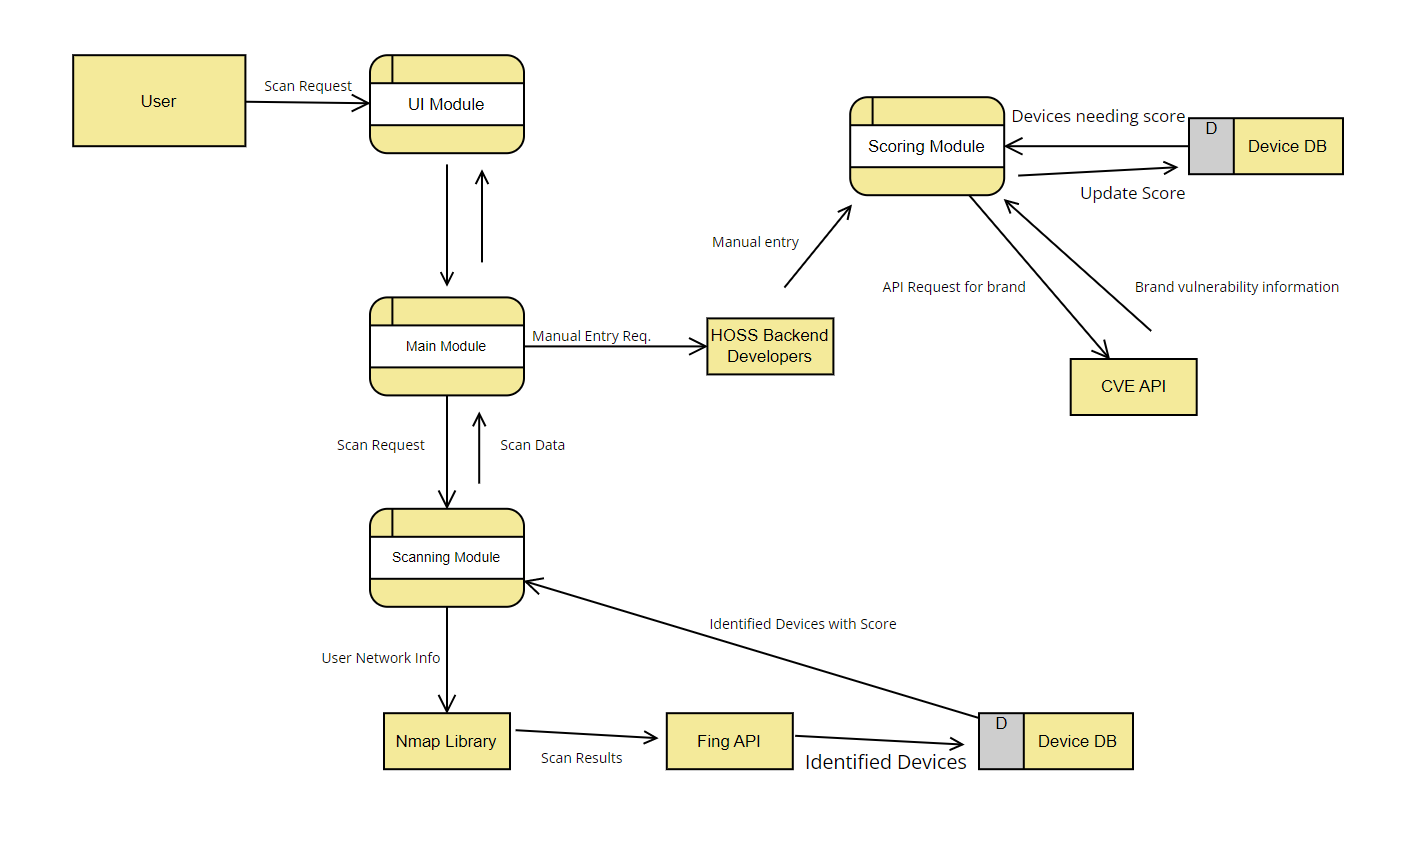 User
Scan Request
UI Module
Scoring Module
Devices needing score
D
Device DB
Update Score
Manual entry
API Request for brand
Brand vulnerability information
Main Module
Manual Entry Req.
HOSS Backend
Developers
CVE API
Scan Request
Scan Data
Scanning Module
Identified Devices with Score
User Network Info
Nmap Library
Scan Results
Fing API
Identified Devices
D
Device DB